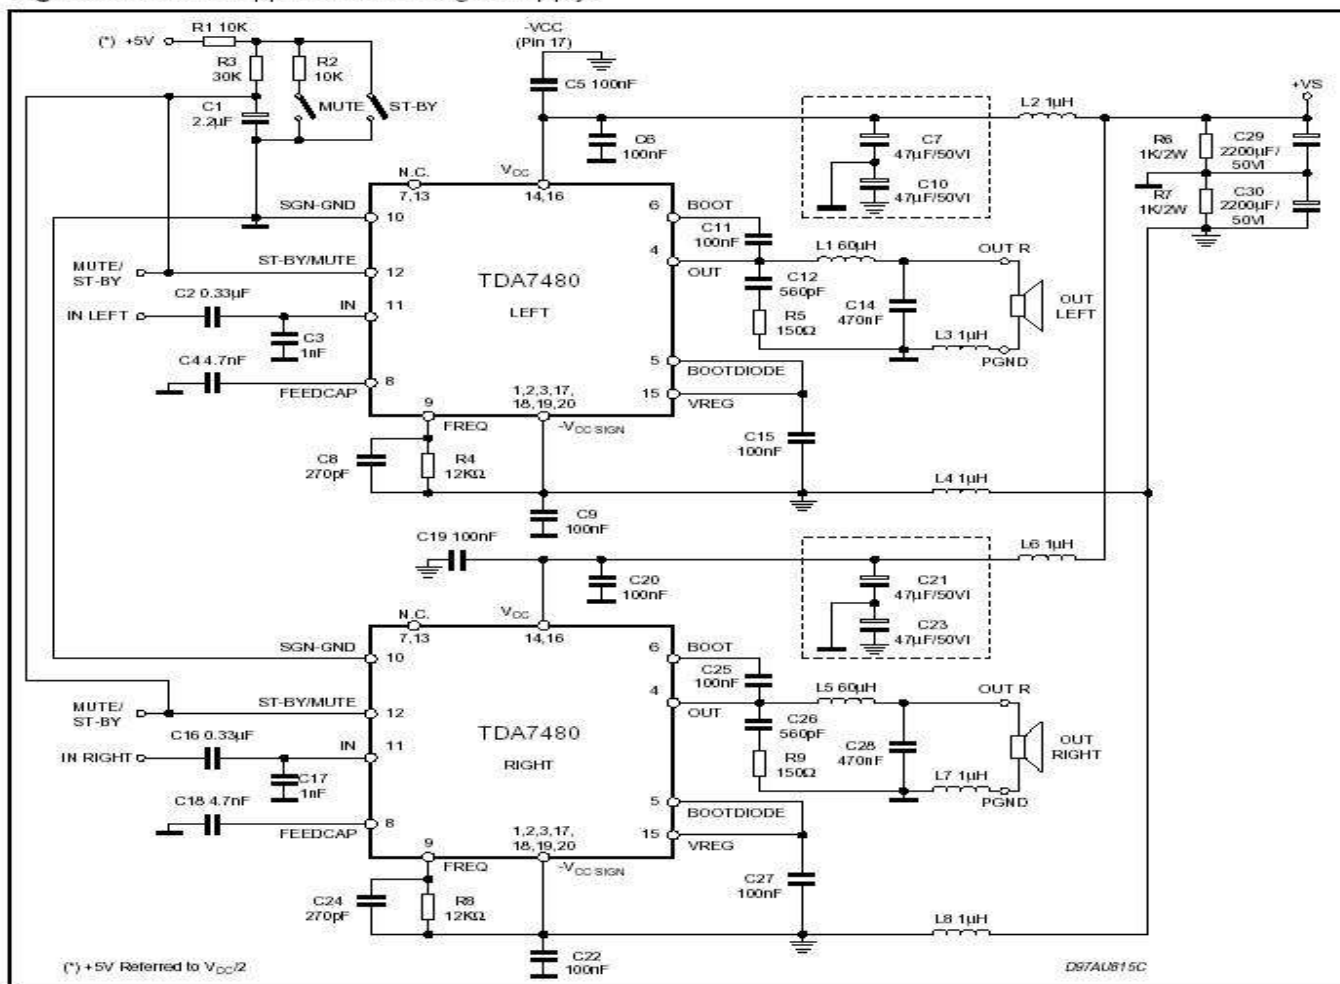 R1 10K
(*) +5V
R3
30K
R2
10K
MUTE
ST-BY
C1
2.2µF
-VCC
(Pin 17)
C5 100nF
C6
100nF
C7
47µF/50Vl
C10
47µF/50Vl
L2 1µH
+VS
R6
1K/2W
C29
2200µF/
50Vl
R7
1K/2W
C30
2200µF/
50Vl
N.C.
7,13
VCC
14,16
SGN-GND
10
ST-BY/MUTE
12
MUTE/
ST-BY
C2 0.33µF
IN
11
IN LEFT
C3
1nF
C4 4.7nF
8
FEEDCAP
TDA7480
LEFT
6
BOOT
C11
100nF
4
OUT
L1 60µH
C12
560pF
R5
150Ω
C14
470nF
L3 1µH
OUT R
OUT
LEFT
PGND
5
BOOTDIODE
15
VREG
C15
100nF
9
FREQ
1,2,3,17,
18,19,20
-VCC SIGN
C8
270pF
R4
12KΩ
L4 1µH
C9
100nF
C19 100nF
C20
100nF
C21
47µF/50Vl
C23
47µF/50Vl
L6 1µH
N.C.
7,13
VCC
14,16
SGN-GND
10
ST-BY/MUTE
12
MUTE/
ST-BY
C16 0.33µF
IN
11
IN RIGHT
C17
1nF
C18 4.7nF
8
FEEDCAP
TDA7480
RIGHT
6
BOOT
C25
100nF
4
OUT
L5 60µH
C26
560pF
R9
150Ω
C28
470nF
L7 1µH
OUT R
OUT
RIGHT
PGND
5
BOOTDIODE
15
VREG
C27
100nF
9
FREQ
1,2,3,17,
18,19,20
-VCC SIGN
C24
270pF
R8
12KΩ
L8 1µH
C22
100nF
(*) +5V Referred to VCC/2
D97AU815C